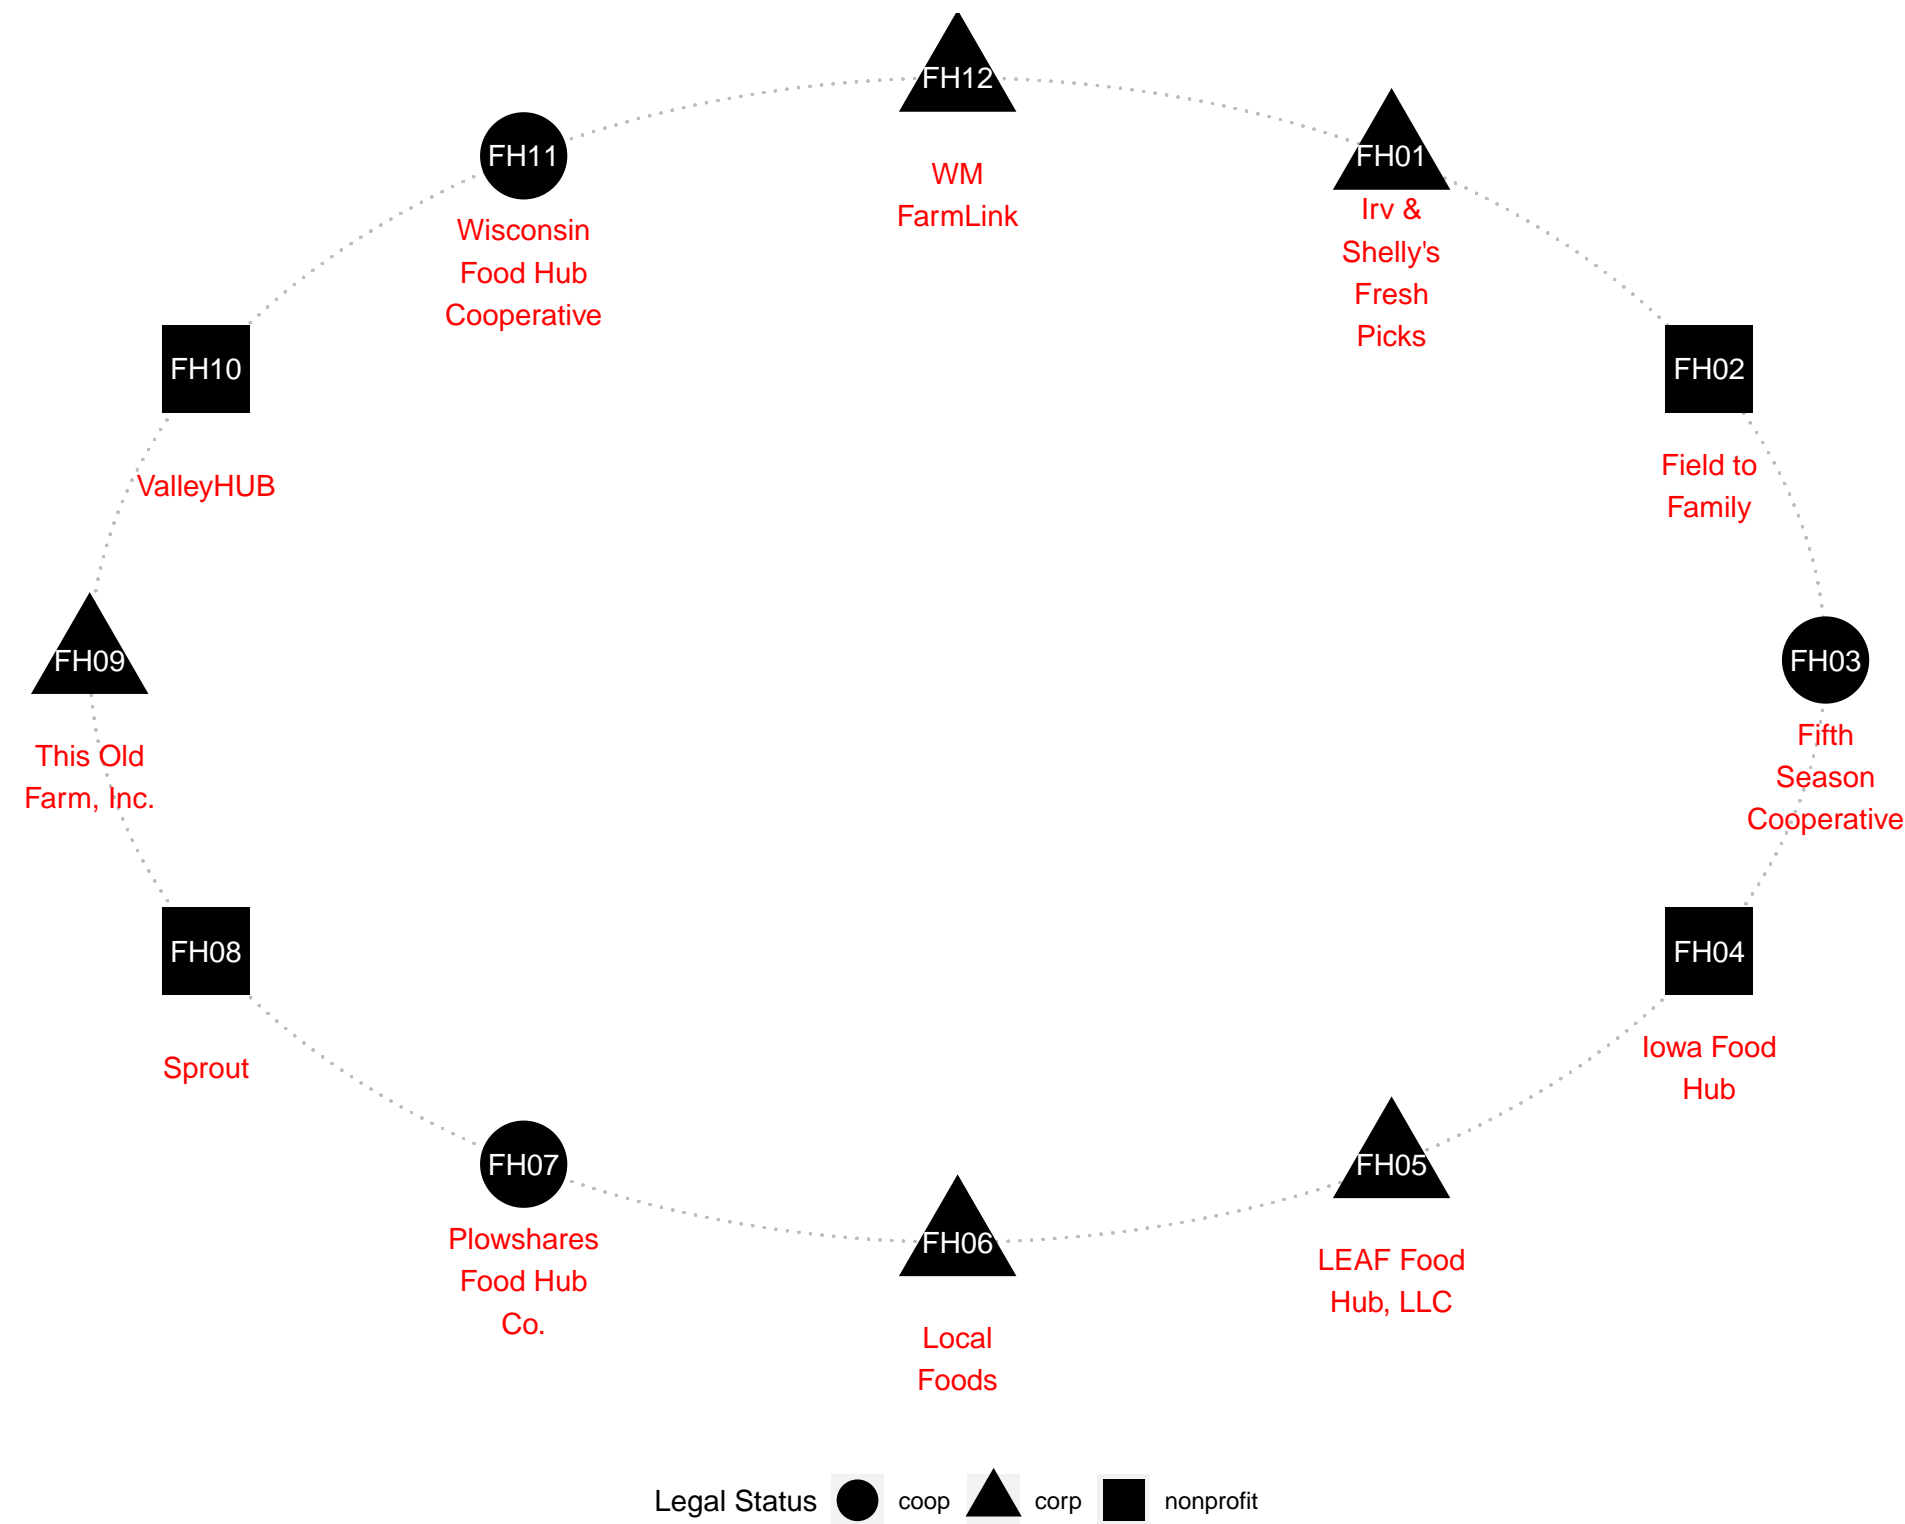 FH12
WM
FarmLink
FH01
Irv &
Shelly's
Fresh
Picks
FH11
Wisconsin
Food Hub
Cooperative
FH10
ValleyHUB
FH02
Field to
Family
FH09
This Old
Farm, Inc.
FH03
Fifth
Season
Cooperative
FH08
Sprout
FH04
Iowa Food
Hub
FH07
Plowshares
Food Hub
Co.
FH06
Local
Foods
FH05
LEAF Food
Hub, LLC
Legal Status coop corp nonprofit